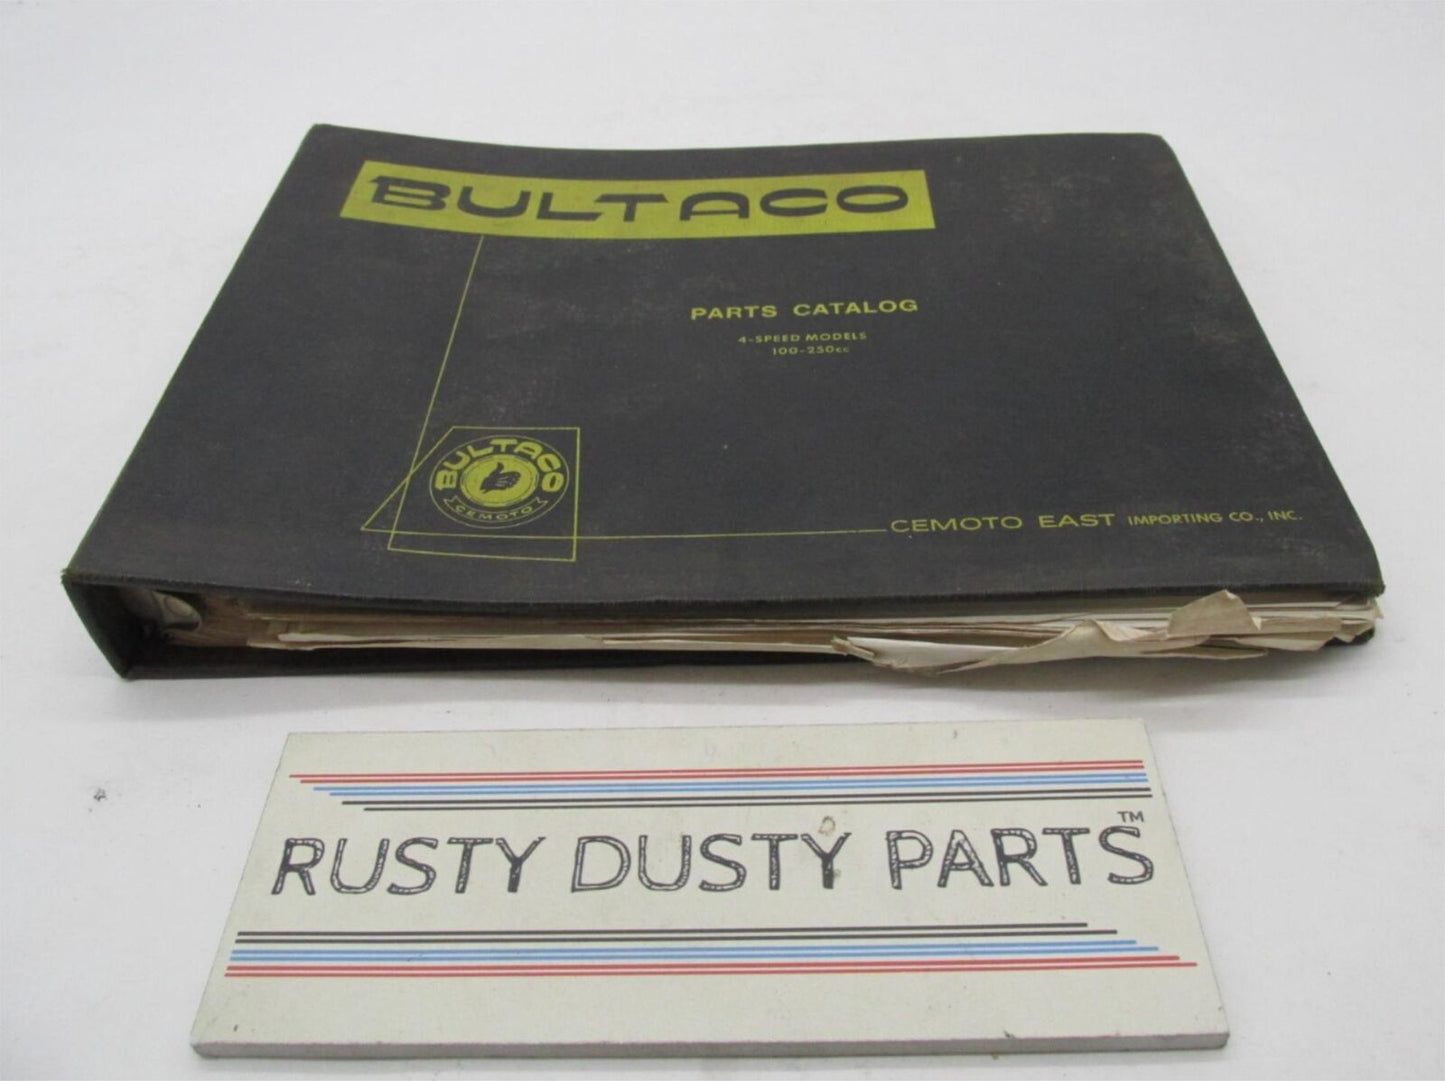 BULTACO
PARTS CATALOG
4-SPEED MODELS
100-250cc
BULTACO
CEMOTO
CEMOTO EAST IMPORTING CO., INC.
RUSTY DUSTY PARTS™